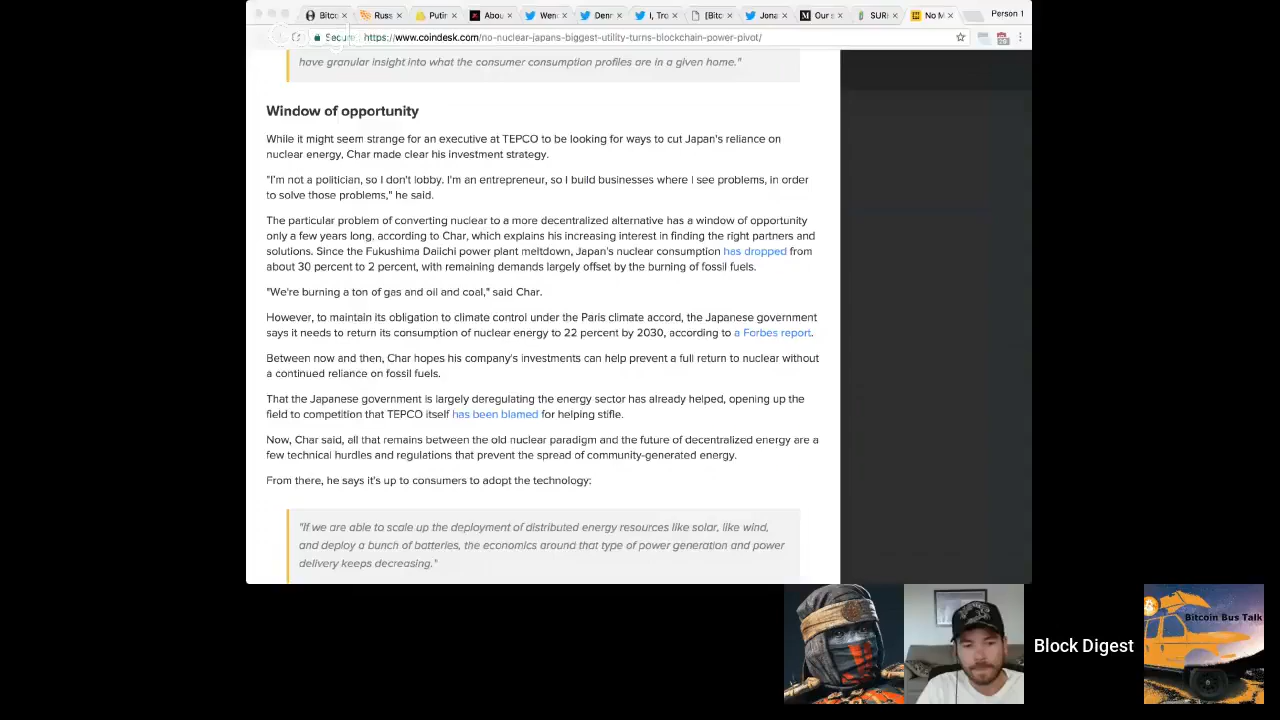 Bitco
Russ
Putin
Abou
Wenc
Denr
I, Tro
[Bitc
Jona
Our s
SURI
No M
Person 1
Secure
https://www.coindesk.com/no-nuclear-japans-biggest-utility-turns-blockchain-power-pivot/
have granular insight into what the consumer consumption profiles are in a given home."
Window of opportunity
While it might seem strange for an executive at TEPCO to be looking for ways to cut Japan's reliance on
nuclear energy, Char made clear his investment strategy.
"I'm not a politician, so I don't lobby. I'm an entrepreneur, so I build businesses where I see problems, in order
to solve those problems," he said.
The particular problem of converting nuclear to a more decentralized alternative has a window of opportunity
only a few years long, according to Char, which explains his increasing interest in finding the right partners and
solutions. Since the Fukushima Daiichi power plant meltdown, Japan's nuclear consumption has dropped from
about 30 percent to 2 percent, with remaining demands largely offset by the burning of fossil fuels.
"We're burning a ton of gas and oil and coal," said Char.
However, to maintain its obligation to climate control under the Paris climate accord, the Japanese government
says it needs to return its consumption of nuclear energy to 22 percent by 2030, according to a Forbes report.
Between now and then, Char hopes his company's investments can help prevent a full return to nuclear without
a continued reliance on fossil fuels.
That the Japanese government is largely deregulating the energy sector has already helped, opening up the
field to competition that TEPCO itself has been blamed for helping stifle.
Now, Char said, all that remains between the old nuclear paradigm and the future of decentralized energy are a
few technical hurdles and regulations that prevent the spread of community-generated energy.
From there, he says it's up to consumers to adopt the technology:
"If we are able to scale up the deployment of distributed energy resources like solar, like wind,
and deploy a bunch of batteries, the economics around that type of power generation and power
delivery keeps decreasing."
Bitcoin Bus Talk
Block Digest